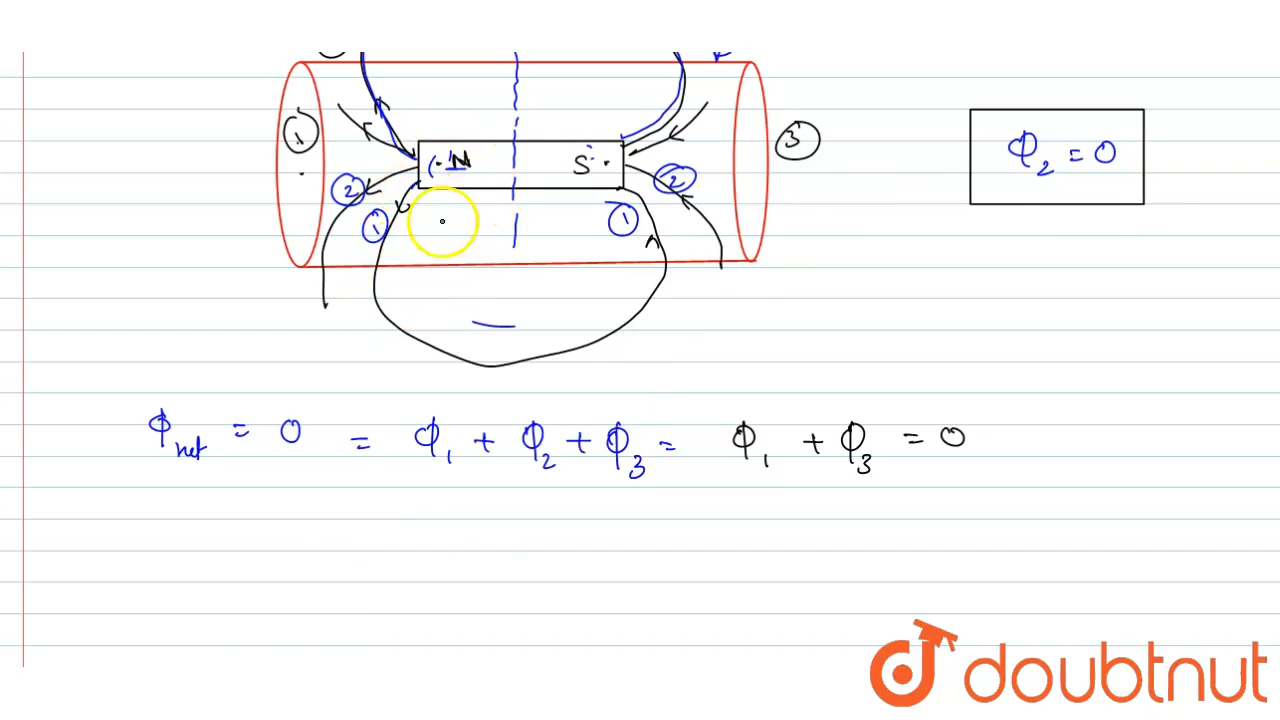 ① N S ③
② ②
① ①
Φ₂ = 0
Φnet = 0 = Φ₁ + Φ₂ + Φ₃ = Φ₁ + Φ₃ = 0
doubtnut